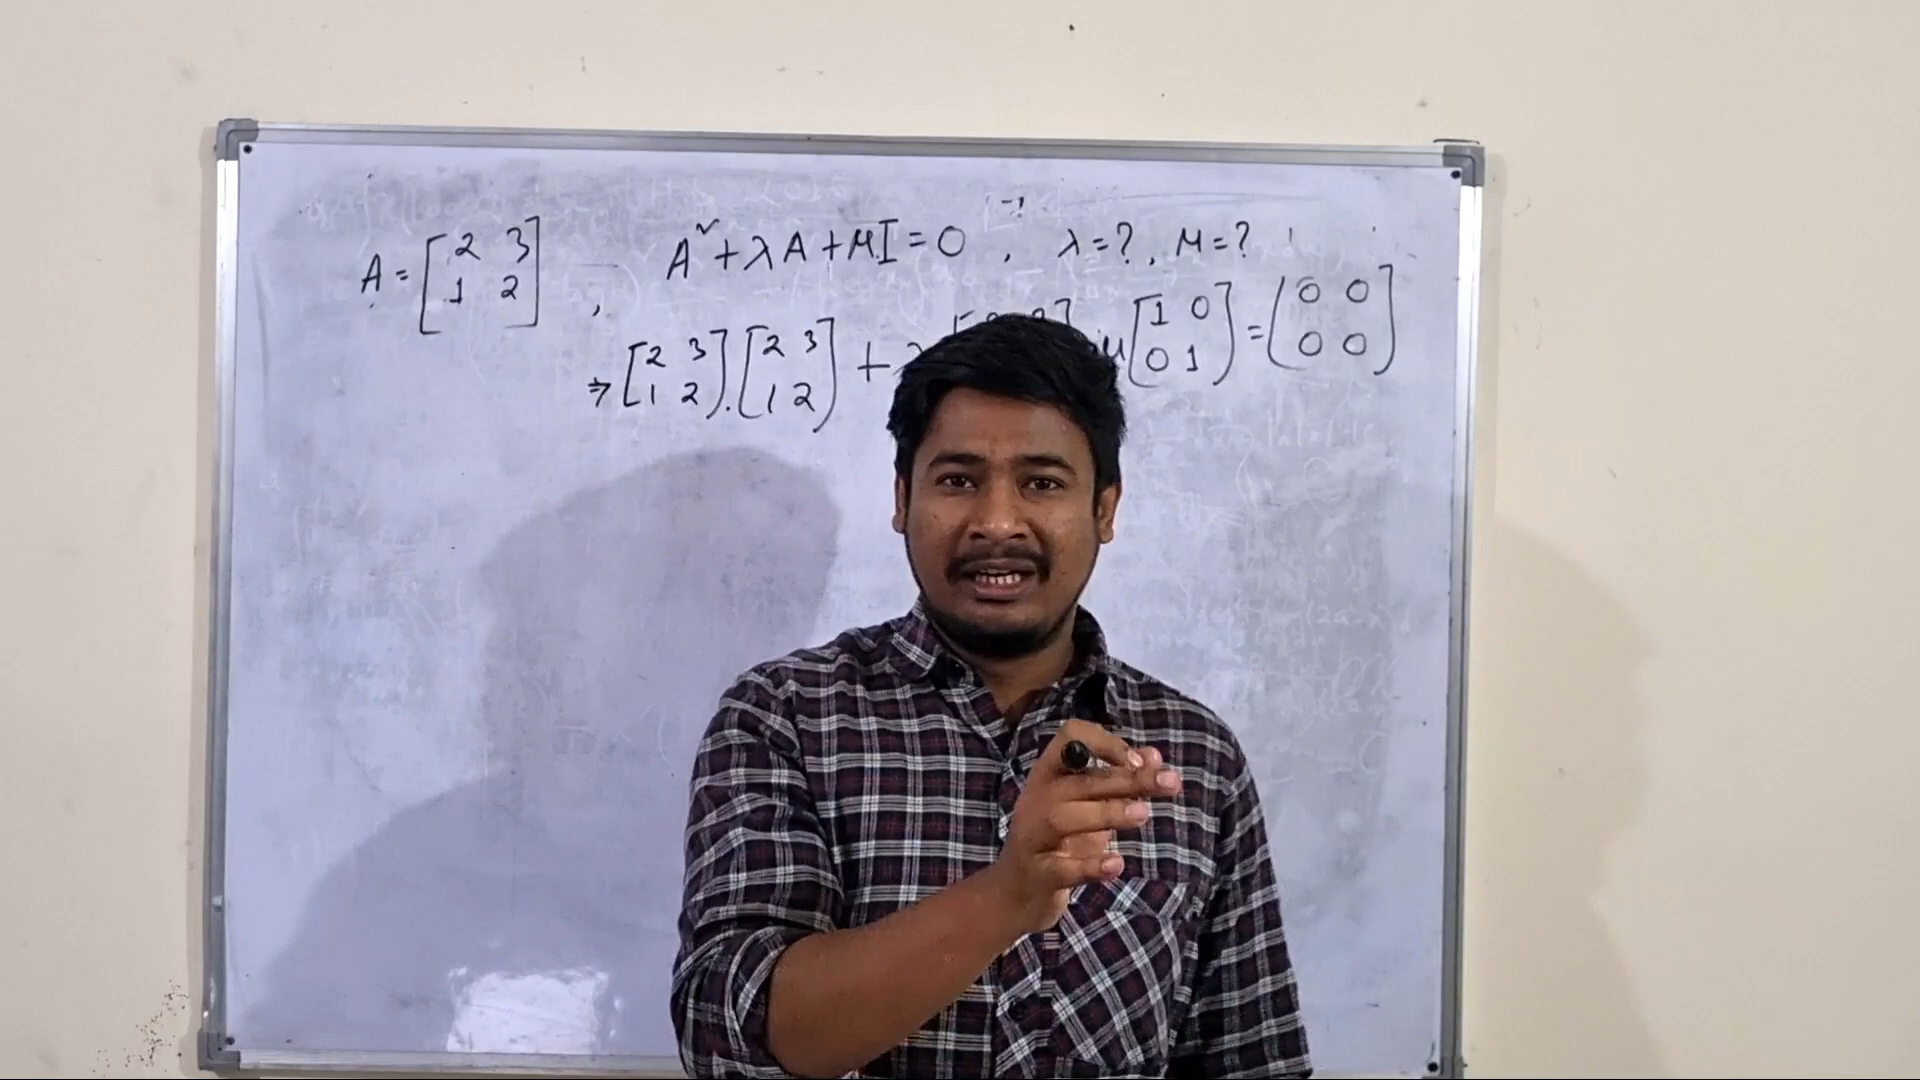 A = [2 3 1 2] , A² + λA + μI = 0 , λ = ? , μ = ?
⇒ [2 3 1 2] . [2 3 1 2] + λ μ [1 0 0 1] = [0 0 0 0]